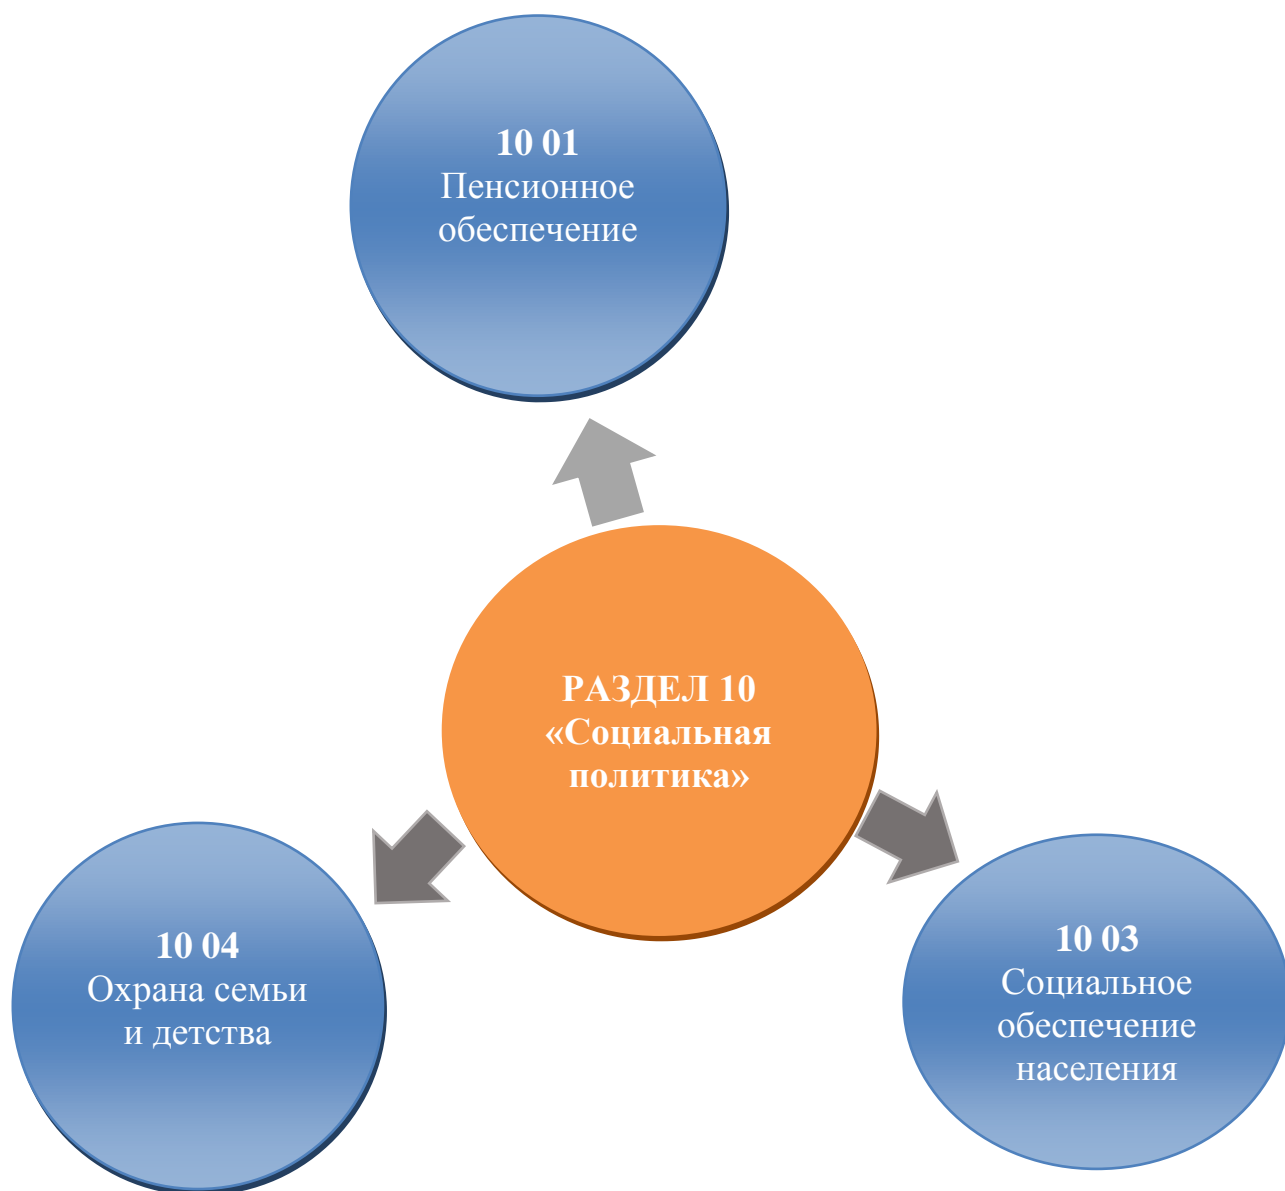 10 01
Пенсионное
обеспечение
РАЗДЕЛ 10
«Социальная
политика»
10 04
Охрана семьи
и детства
10 03
Социальное
обеспечение
населения